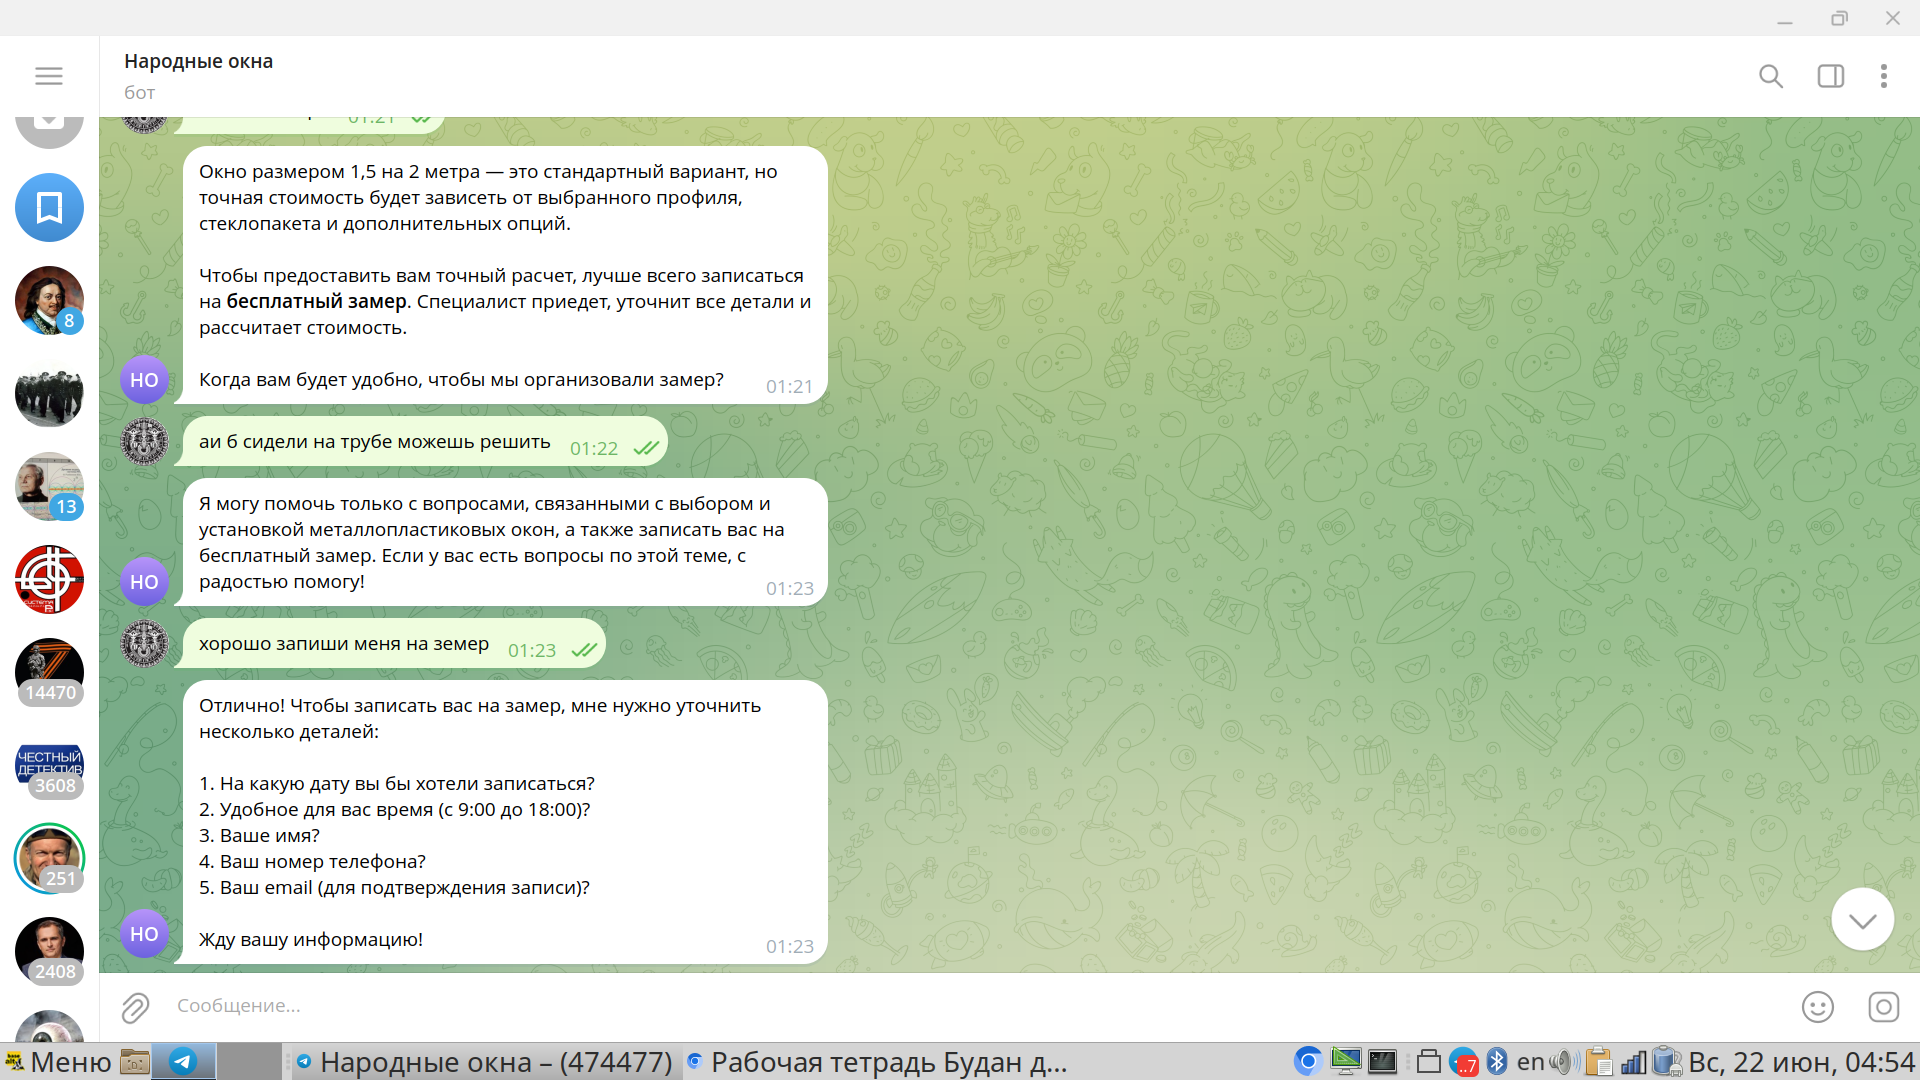 Народные окна
бот
01:21
Окно размером 1,5 на 2 метра — это стандартный вариант, но
точная стоимость будет зависеть от выбранного профиля,
стеклопакета и дополнительных опций.
Чтобы предоставить вам точный расчет, лучше всего записаться
на бесплатный замер. Специалист приедет, уточнит все детали и
рассчитает стоимость.
Когда вам будет удобно, чтобы мы организовали замер?
01:21
НО
аи б сидели на трубе можешь решить 01:22
Я могу помочь только с вопросами, связанными с выбором и
установкой металлопластиковых окон, а также записать вас на
бесплатный замер. Если у вас есть вопросы по этой теме, с
радостью помогу!
01:23
НО
хорошо запиши меня на земер 01:23
Отлично! Чтобы записать вас на замер, мне нужно уточнить
несколько деталей:
1. На какую дату вы бы хотели записаться?
2. Удобное для вас время (с 9:00 до 18:00)?
3. Ваше имя?
4. Ваш номер телефона?
5. Ваш email (для подтверждения записи)?
Жду вашу информацию!
01:23
НО
8
13
СИСТЕМА
14470
ЧЕСТНЫЙ
ДЕТЕКТИВ
3608
251
2408
Сообщение...
Меню
Народные окна – (474477)
Рабочая тетрадь Будан д...
..7
en
Вс, 22 июн, 04:54